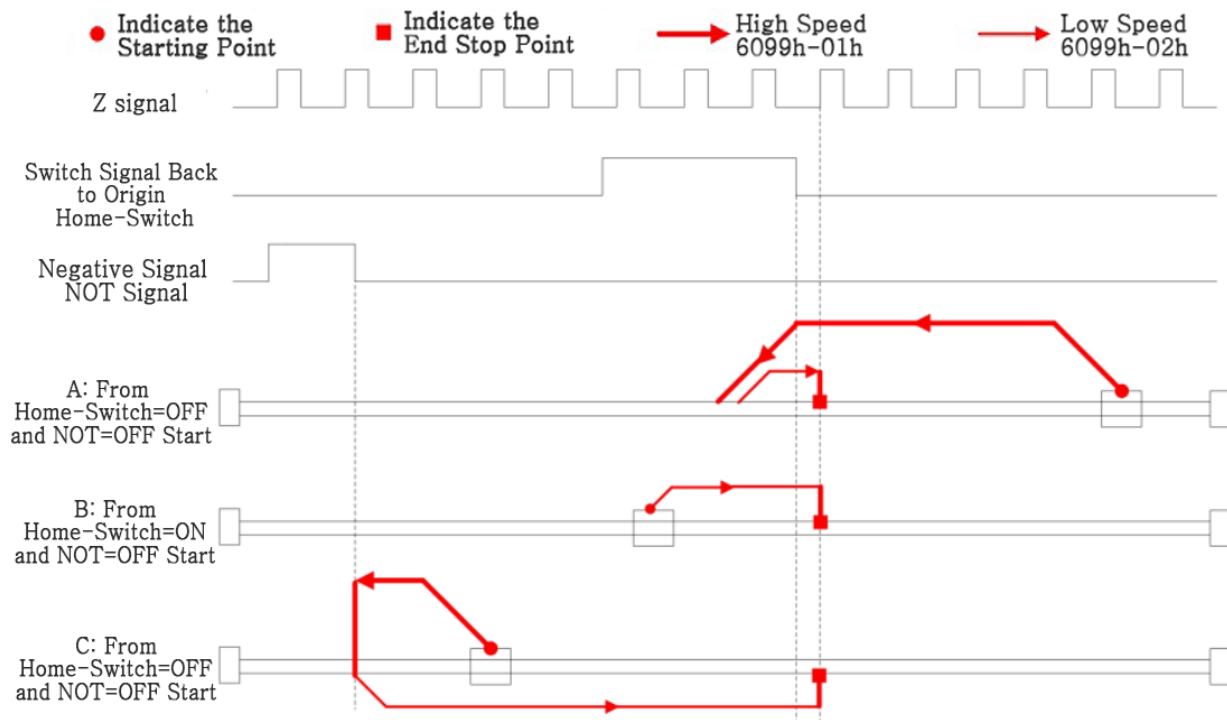 Indicate the
Starting Point
Indicate the
End Stop Point
High Speed
6099h-01h
Low Speed
6099h-02h
Z signal
Switch Signal Back
to Origin
Home-Switch
Negative Signal
NOT Signal
A: From
Home-Switch=OFF
and NOT=OFF Start
B: From
Home-Switch=ON
and NOT=OFF Start
C: From
Home-Switch=OFF
and NOT=OFF Start